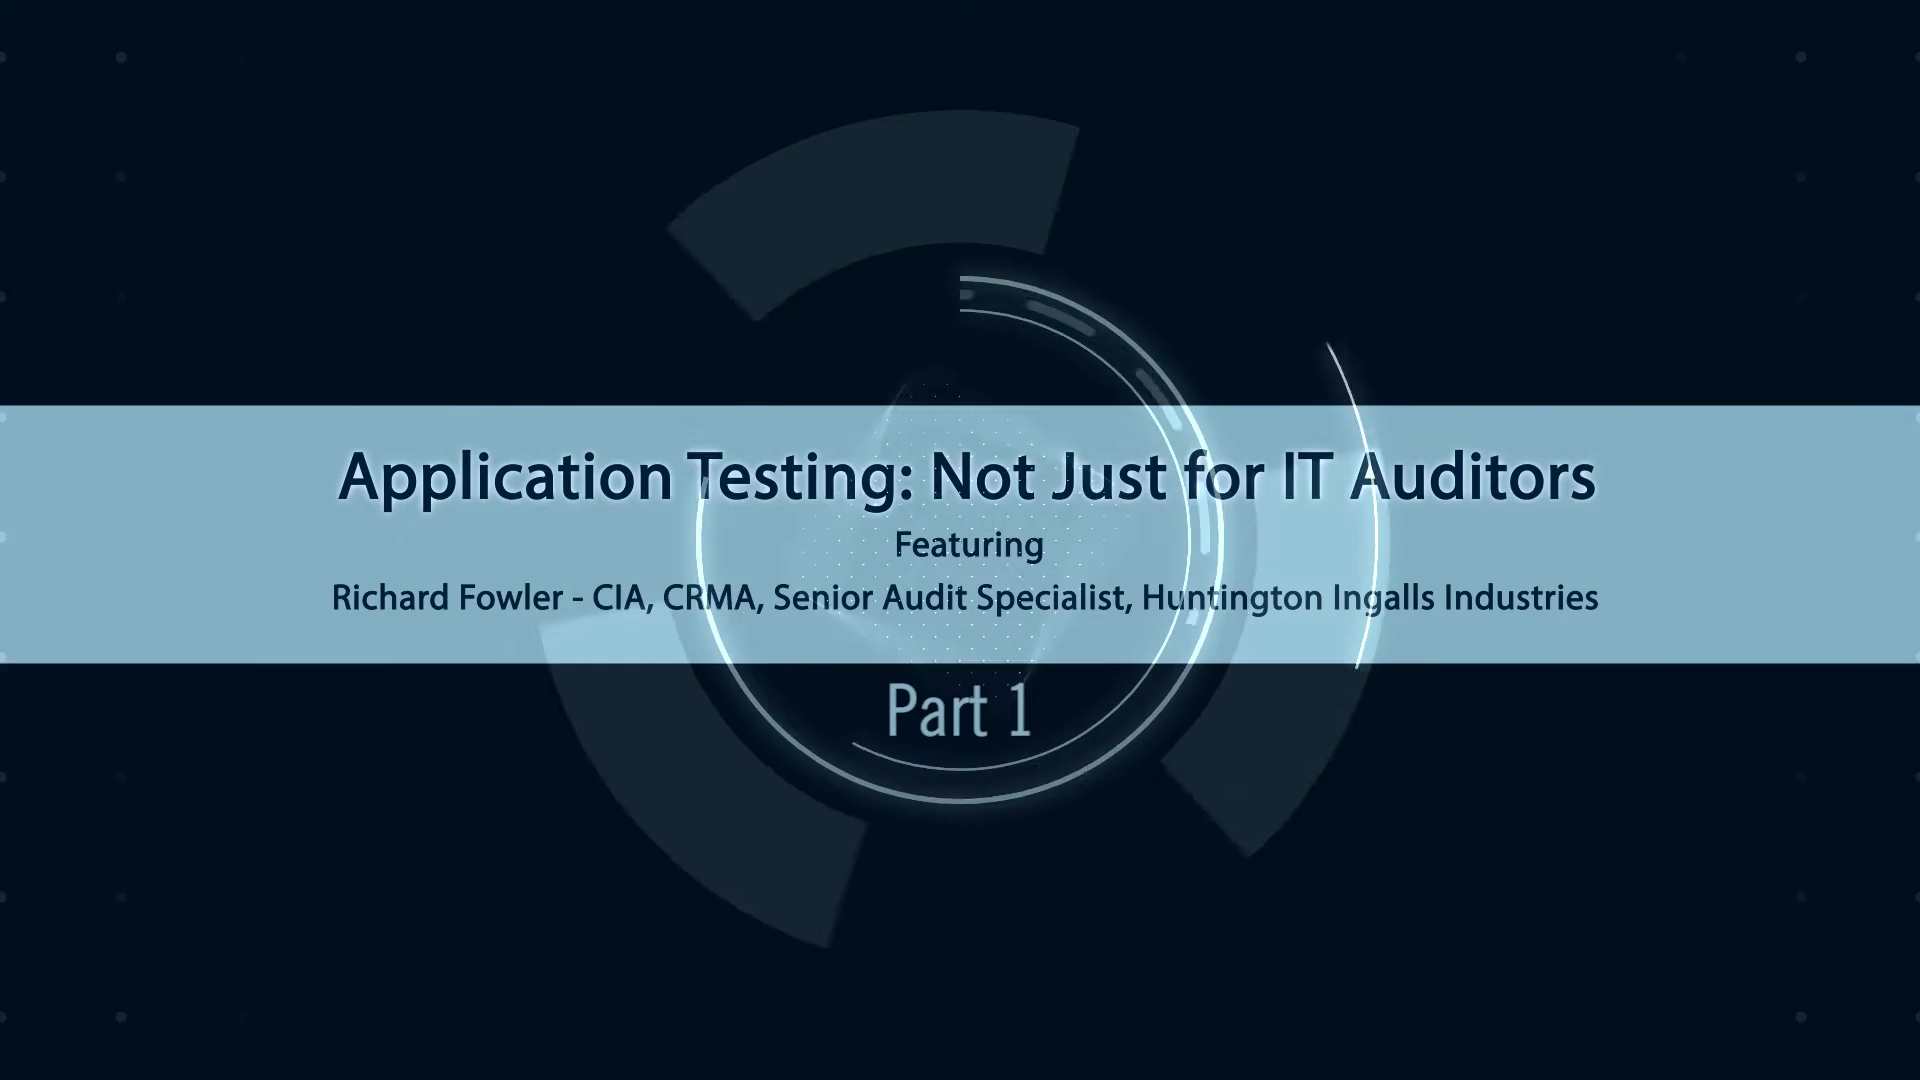 Application Testing: Not Just for IT Auditors
Featuring
Richard Fowler - CIA, CRMA, Senior Audit Specialist, Huntington Ingalls Industries
Part 1